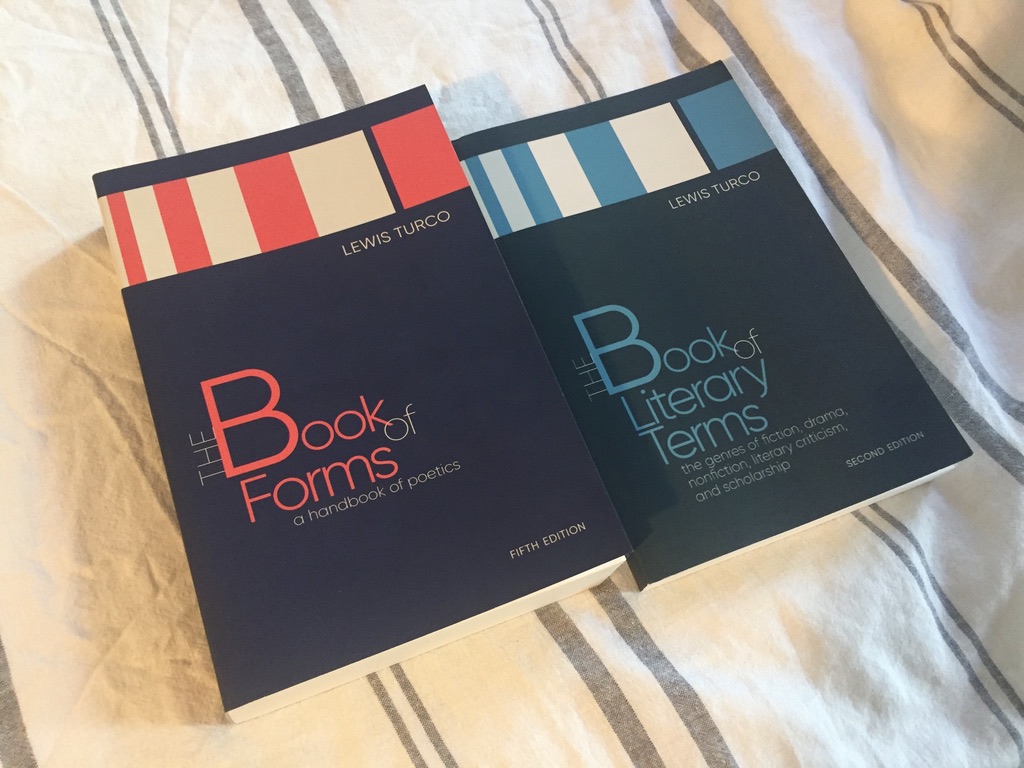 LEWIS TURCO
THE Book of
Forms
a handbook of poetics
FIFTH EDITION
LEWIS TURCO
THE Book of
Literary
Terms
the genres of fiction, drama,
nonfiction, literary criticism,
and scholarship
SECOND EDITION